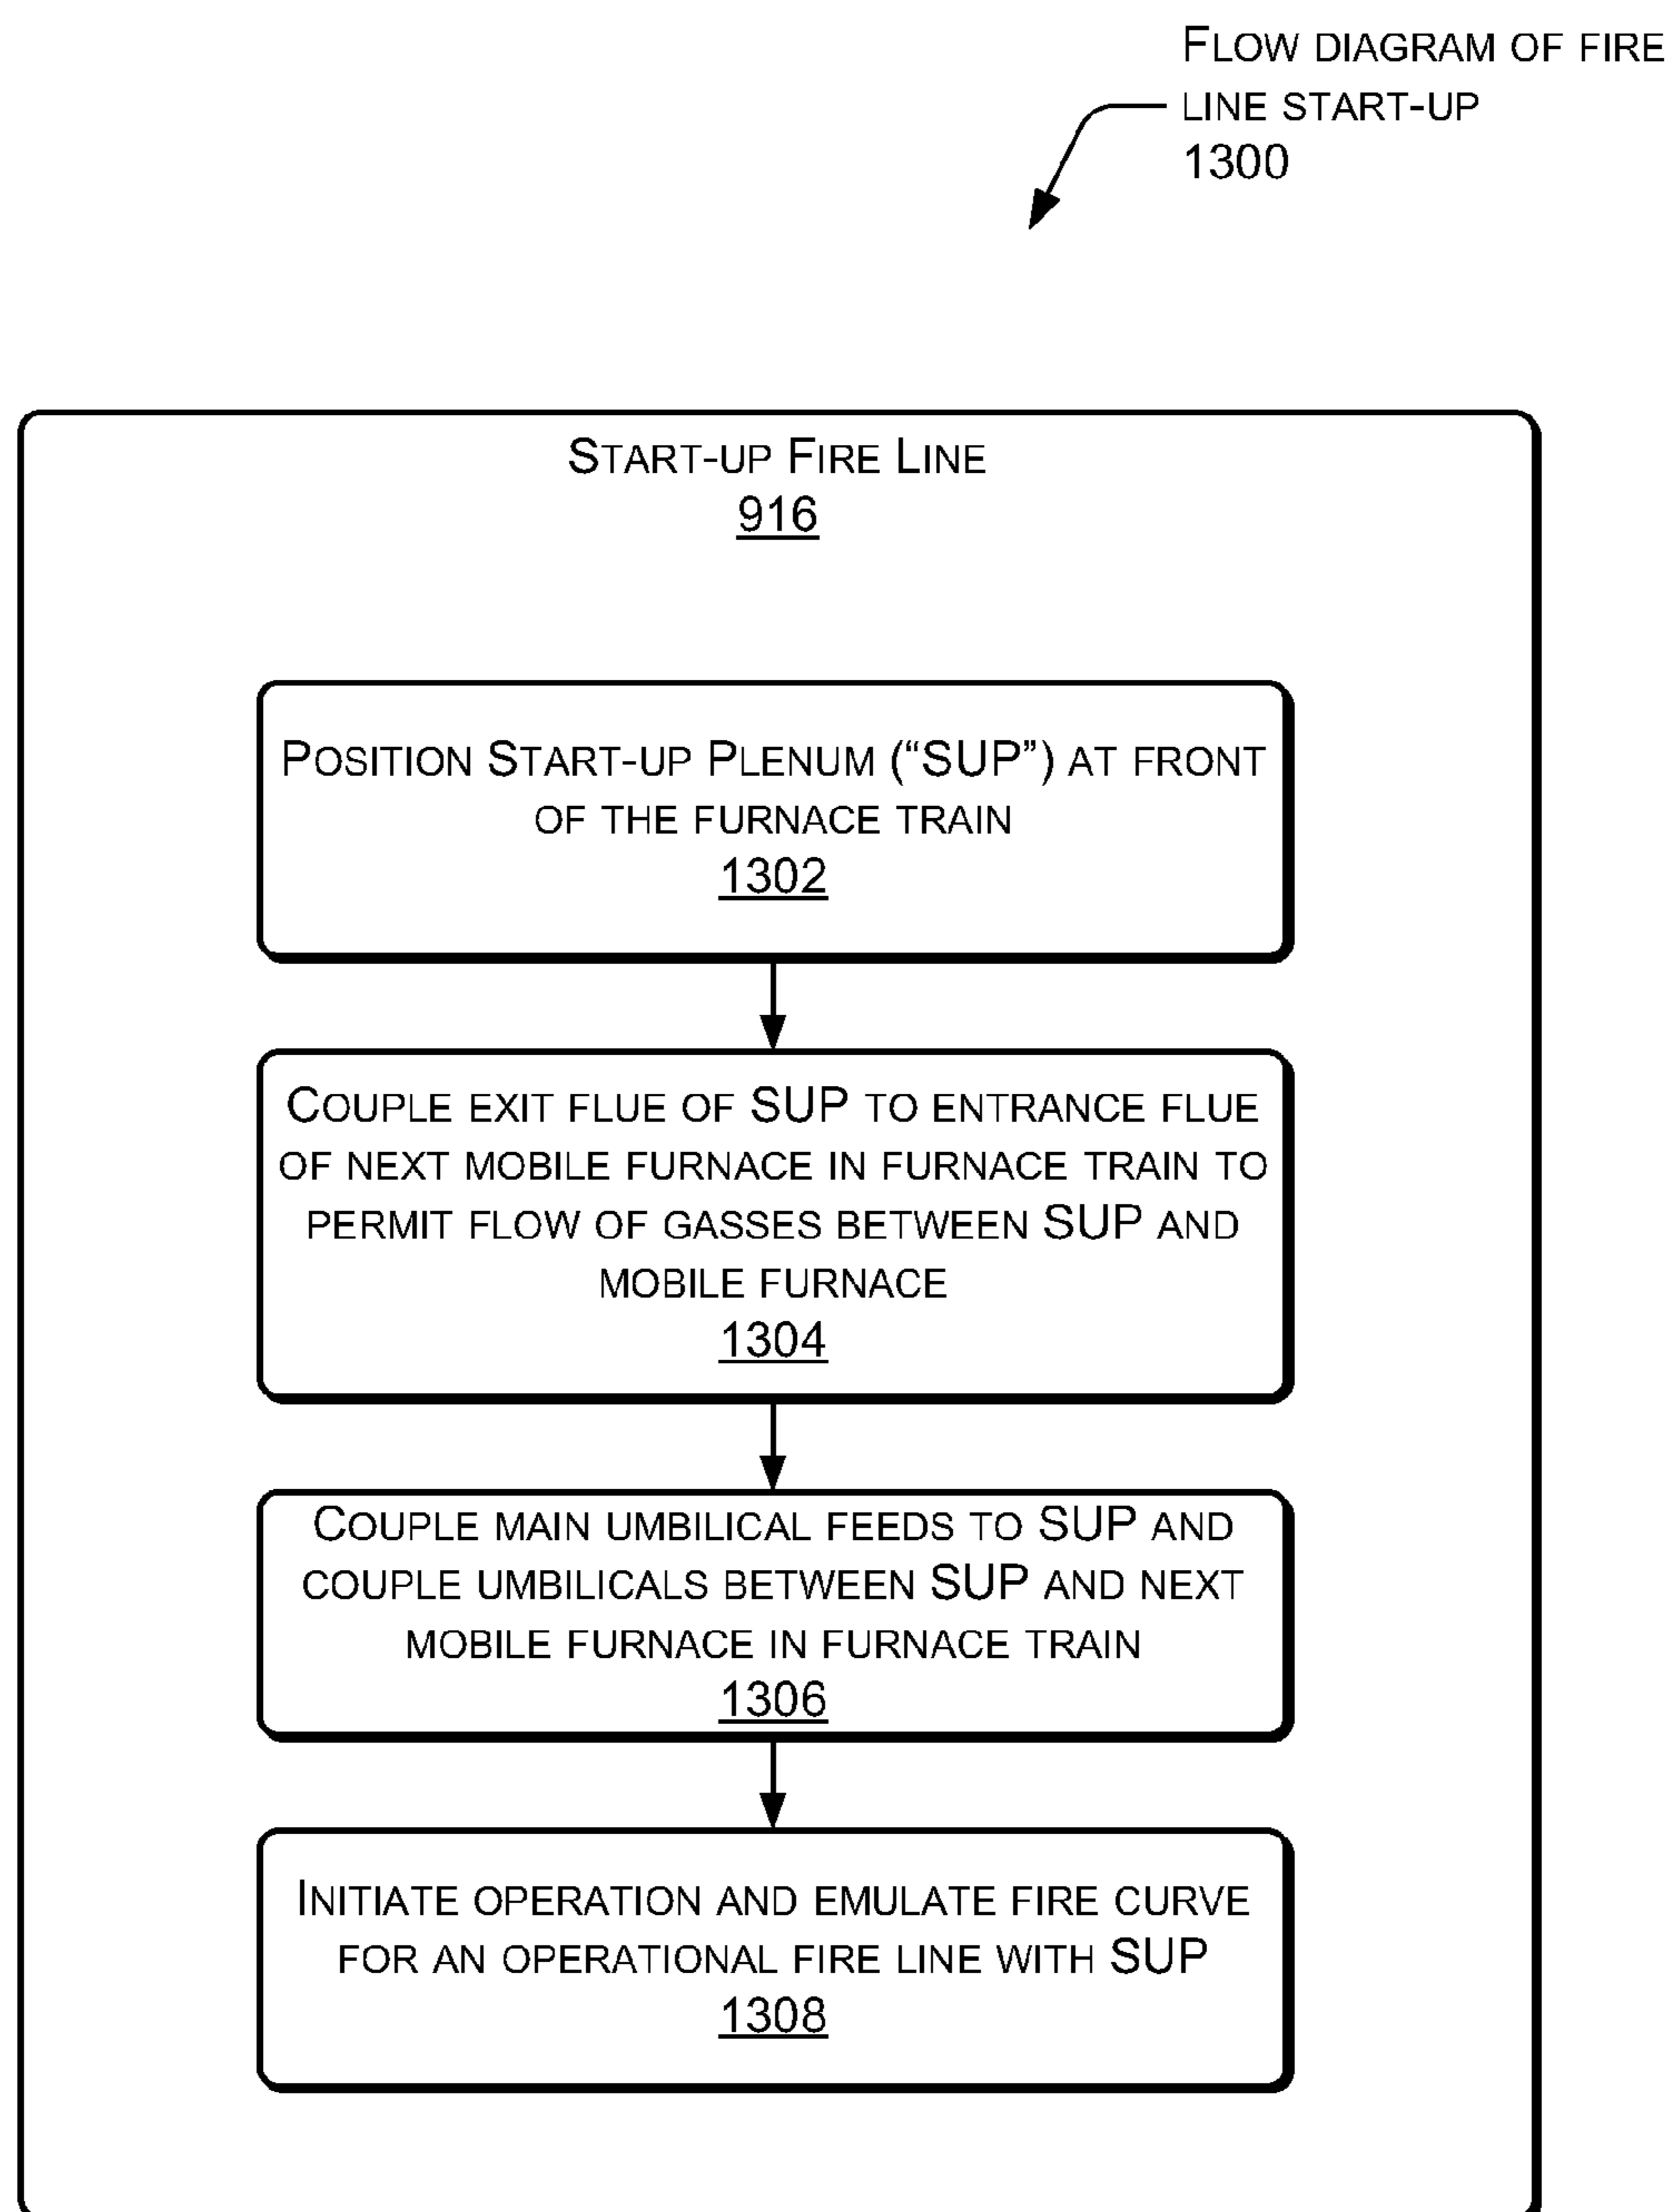 Flow diagram of fire
line start-up
1300
Start-up Fire Line
916
Position Start-up Plenum (“SUP”) at front
of the furnace train
1302
Couple exit flue of SUP to entrance flue
of next mobile furnace in furnace train to
permit flow of gasses between SUP and
mobile furnace
1304
Couple main umbilical feeds to SUP and
couple umbilicals between SUP and next
mobile furnace in furnace train
1306
Initiate operation and emulate fire curve
for an operational fire line with SUP
1308